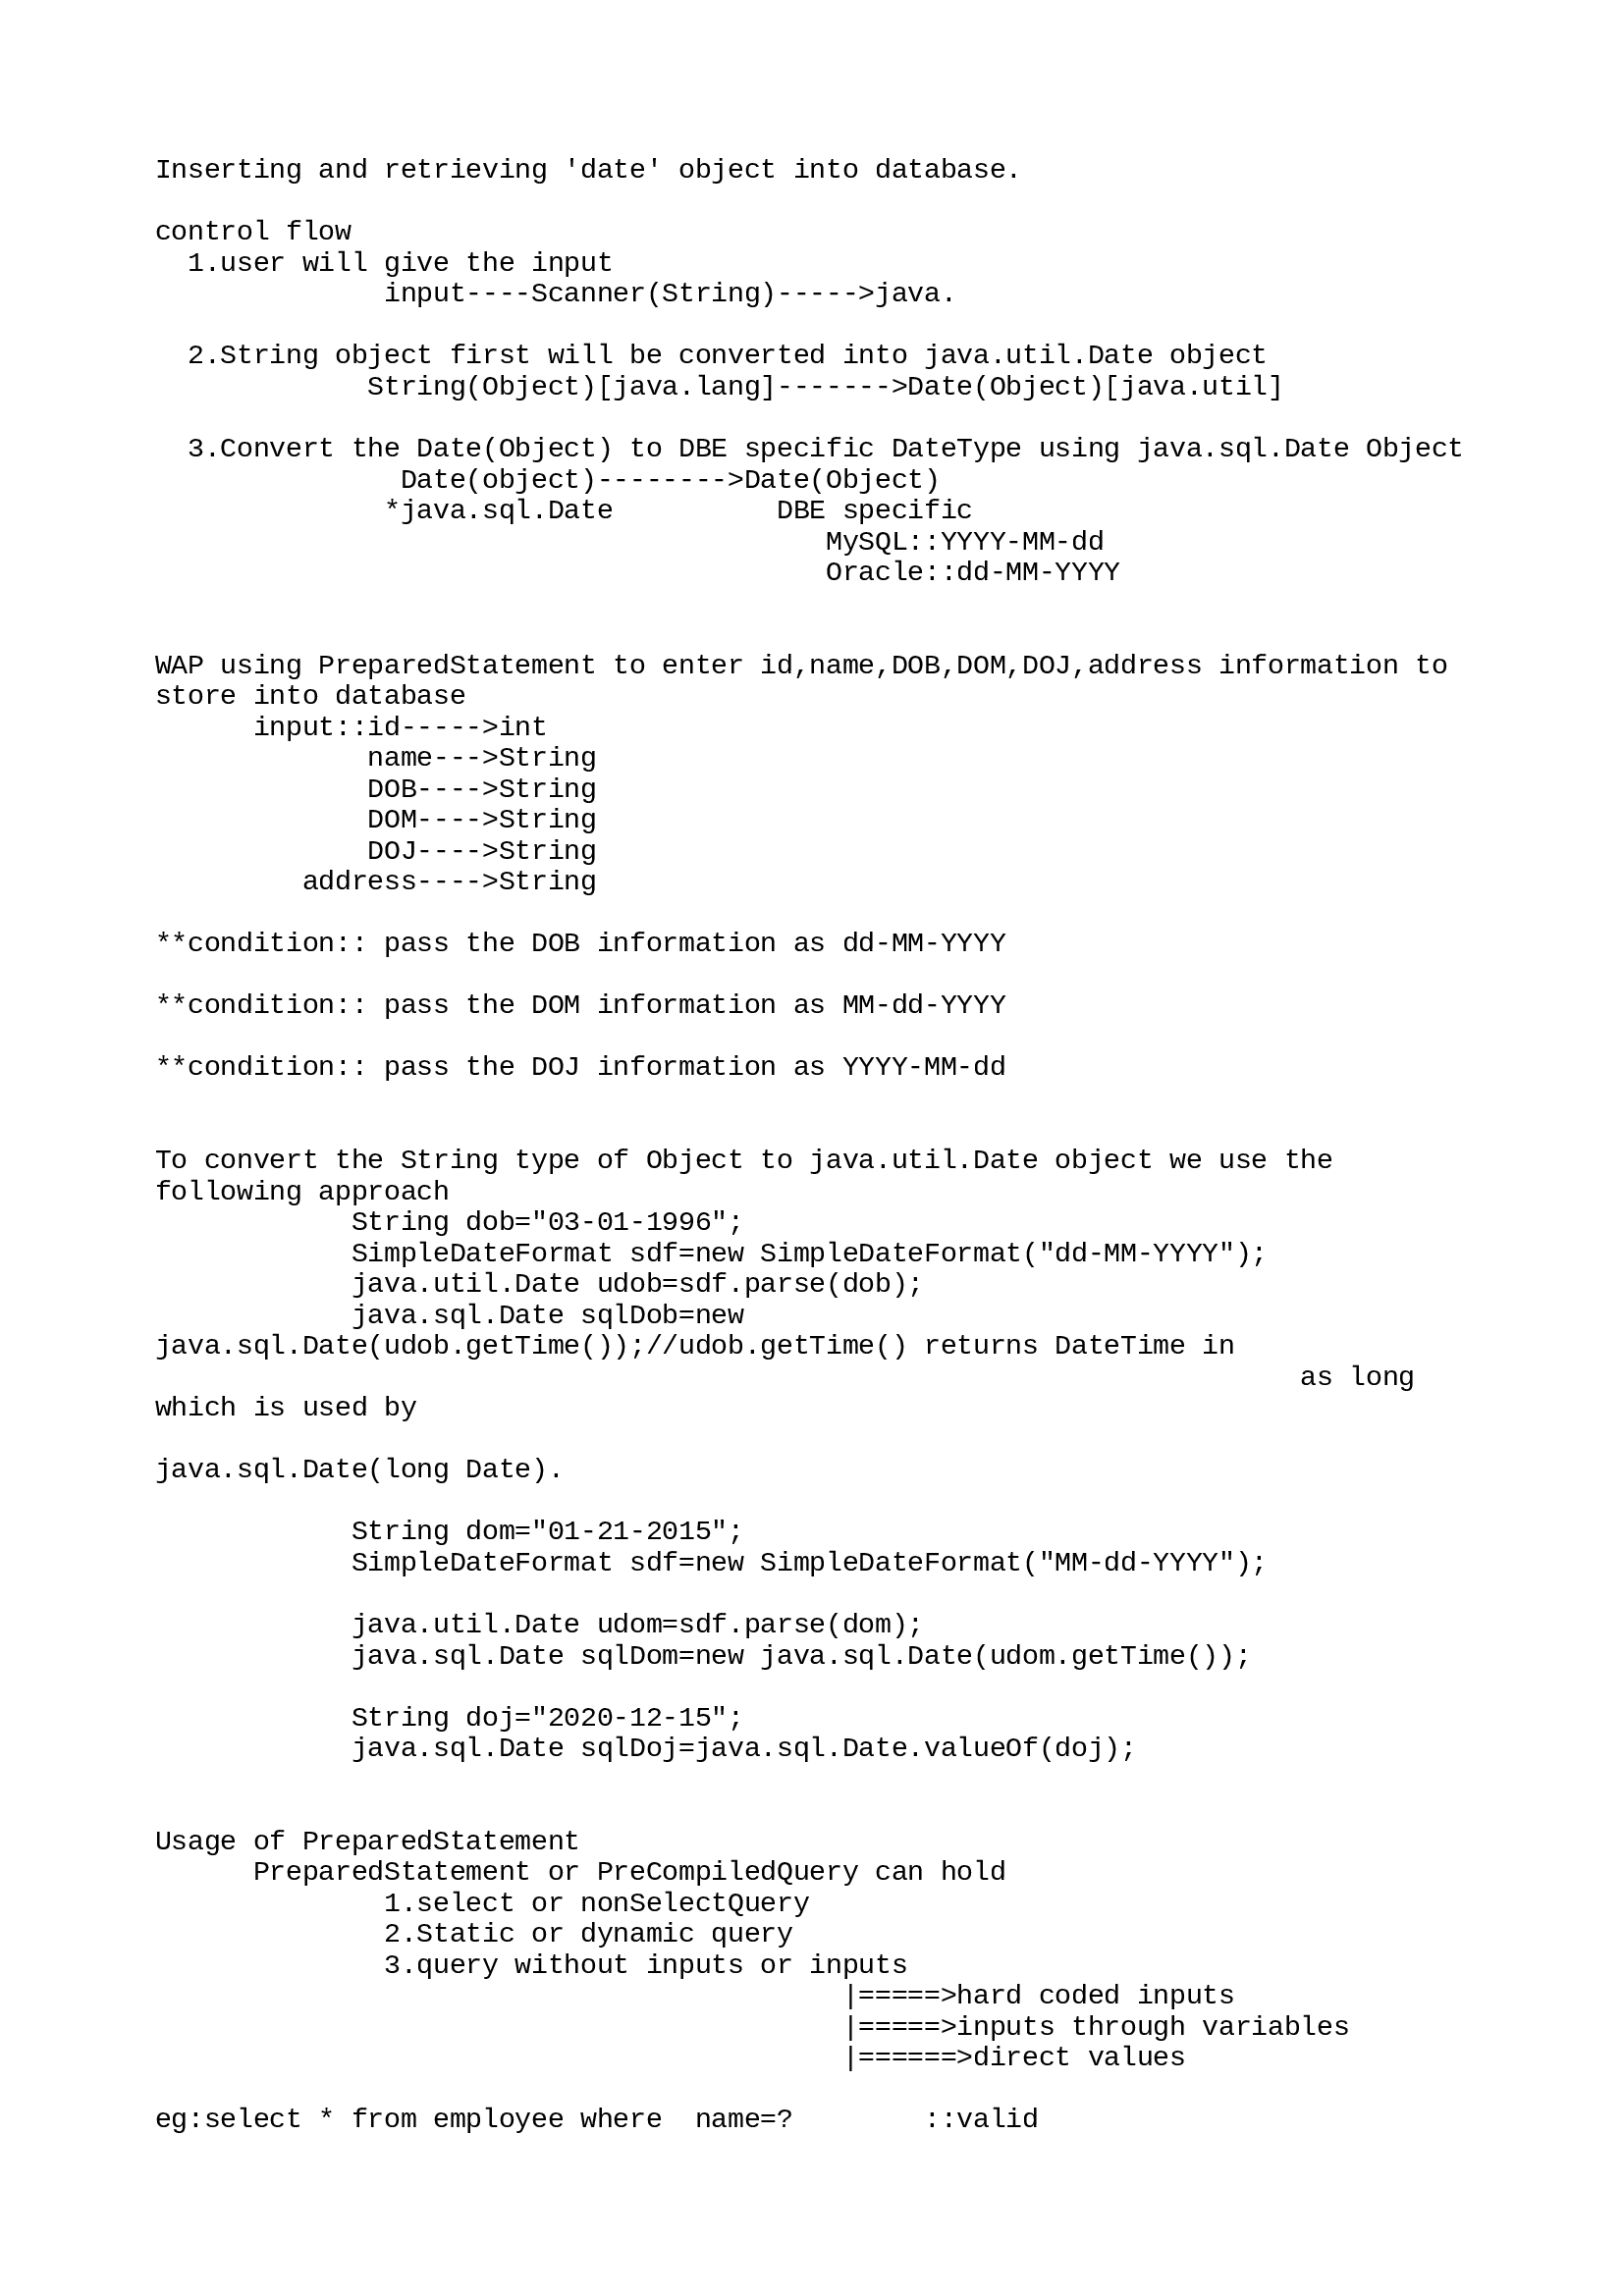 Inserting and retrieving 'date' object into database.
control flow
1.user will give the input
input----Scanner(String)----->java.
2.String object first will be converted into java.util.Date object
String(Object)[java.lang]------->Date(Object)[java.util]
3.Convert the Date(Object) to DBE specific DateType using java.sql.Date Object
Date(object)-------->Date(Object)
*java.sql.Date          DBE specific
MySQL::YYYY-MM-dd
Oracle::dd-MM-YYYY
WAP using PreparedStatement to enter id,name,DOB,DOM,DOJ,address information to
store into database
input::id----->int
name--->String
DOB---->String
DOM---->String
DOJ---->String
address---->String
**condition:: pass the DOB information as dd-MM-YYYY
**condition:: pass the DOM information as MM-dd-YYYY
**condition:: pass the DOJ information as YYYY-MM-dd
To convert the String type of Object to java.util.Date object we use the
following approach
String dob="03-01-1996";
SimpleDateFormat sdf=new SimpleDateFormat("dd-MM-YYYY");
java.util.Date udob=sdf.parse(dob);
java.sql.Date sqlDob=new
java.sql.Date(udob.getTime());//udob.getTime() returns DateTime in
as long
which is used by
java.sql.Date(long Date).
String dom="01-21-2015";
SimpleDateFormat sdf=new SimpleDateFormat("MM-dd-YYYY");
java.util.Date udom=sdf.parse(dom);
java.sql.Date sqlDom=new java.sql.Date(udom.getTime());
String doj="2020-12-15";
java.sql.Date sqlDoj=java.sql.Date.valueOf(doj);
Usage of PreparedStatement
PreparedStatement or PreCompiledQuery can hold
1.select or nonSelectQuery
2.Static or dynamic query
3.query without inputs or inputs
|=====>hard coded inputs
|=====>inputs through variables
|======>direct values
eg:select * from employee where  name=?        ::valid